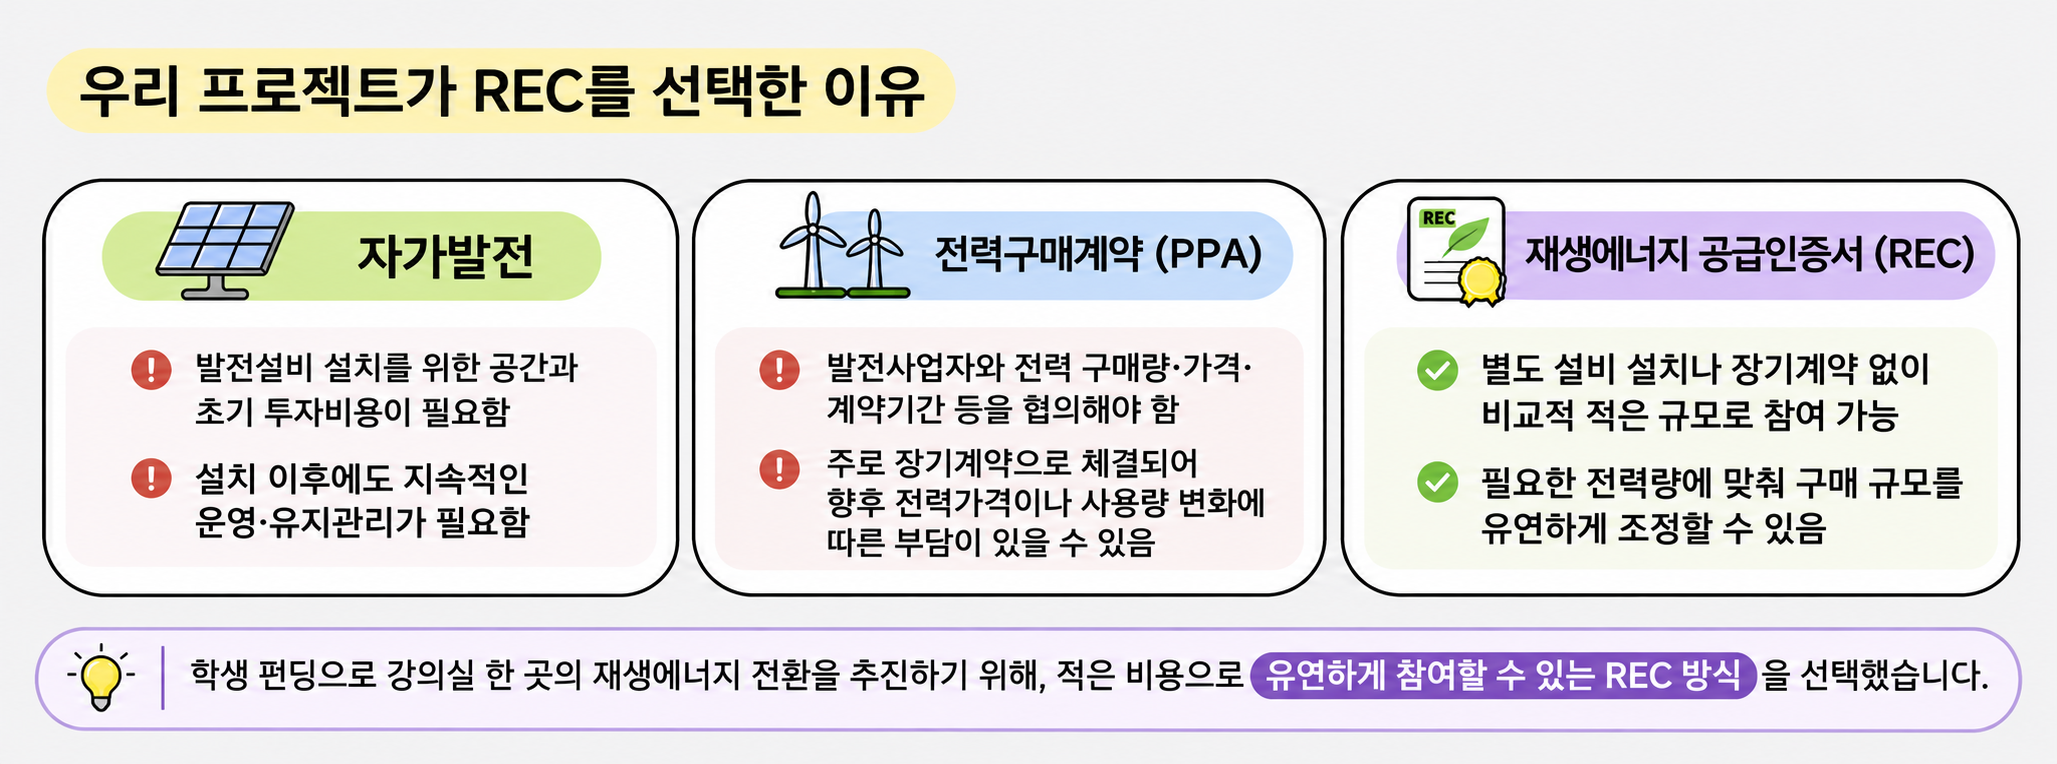 우리 프로젝트가 REC를 선택한 이유
자가발전
발전설비 설치를 위한 공간과
초기 투자비용이 필요함
설치 이후에도 지속적인
운영·유지관리가 필요함
전력구매계약 (PPA)
발전사업자와 전력 구매량·가격·
계약기간 등을 협의해야 함
주로 장기계약으로 체결되어
향후 전력가격이나 사용량 변화에
따른 부담이 있을 수 있음
REC
재생에너지 공급인증서 (REC)
별도 설비 설치나 장기계약 없이
비교적 적은 규모로 참여 가능
필요한 전력량에 맞춰 구매 규모를
유연하게 조정할 수 있음
학생 펀딩으로 강의실 한 곳의 재생에너지 전환을 추진하기 위해, 적은 비용으로 유연하게 참여할 수 있는 REC 방식을 선택했습니다.